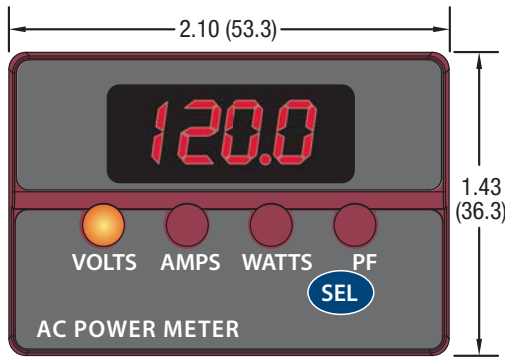 2.10 (53.3)
120.0
1.43
(36.3)
VOLTS AMPS WATTS PF
SEL
AC POWER METER